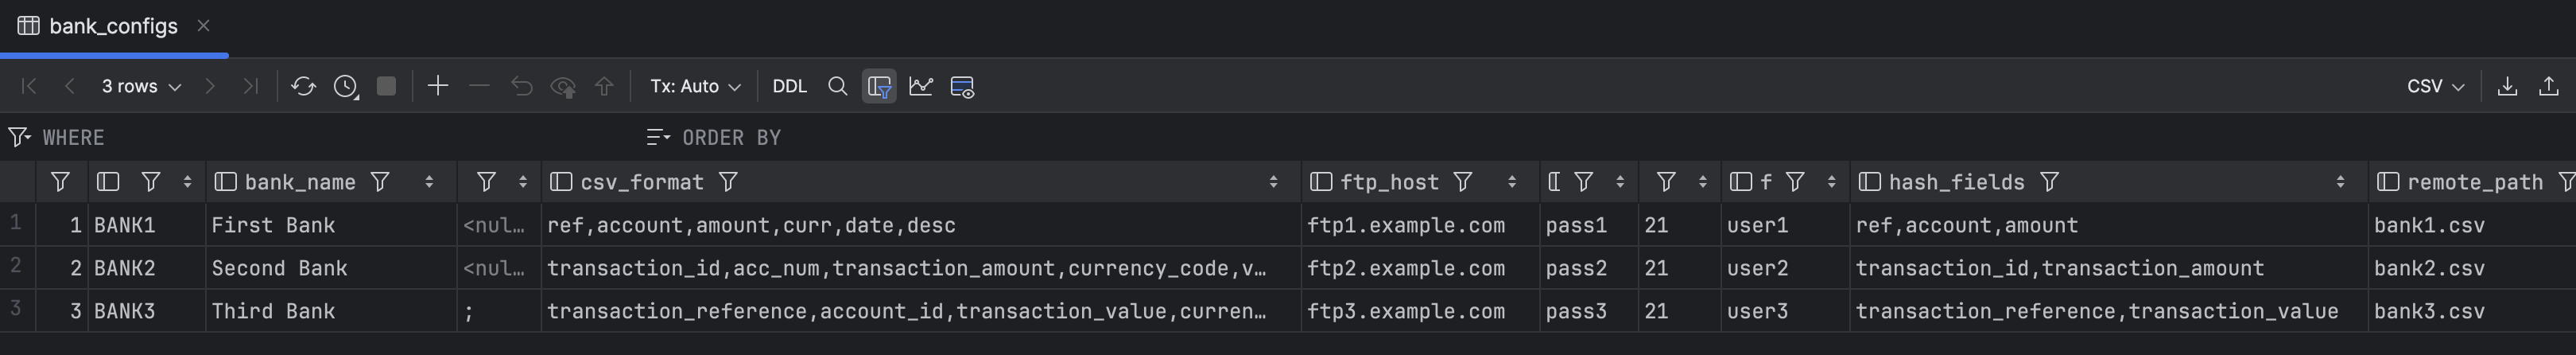 bank_configs
3 rows Tx: Auto DDL CSV
WHERE ORDER BY
bank_name csv_format ftp_host f hash_fields remote_path
1 1 BANK1 First Bank <nul… ref,account,amount,curr,date,desc ftp1.example.com pass1 21 user1 ref,account,amount bank1.csv
2 2 BANK2 Second Bank <nul… transaction_id,acc_num,transaction_amount,currency_code,v… ftp2.example.com pass2 21 user2 transaction_id,transaction_amount bank2.csv
3 3 BANK3 Third Bank ; transaction_reference,account_id,transaction_value,curren… ftp3.example.com pass3 21 user3 transaction_reference,transaction_value bank3.csv